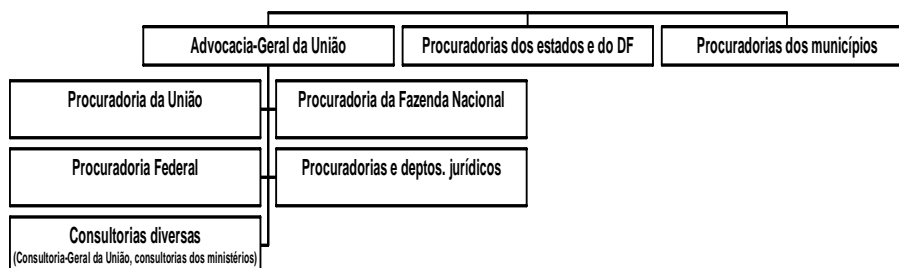 Advocacia-Geral da União
Procuradorias dos estados e do DF
Procuradorias dos municípios
Procuradoria da União
Procuradoria da Fazenda Nacional
Procuradoria Federal
Procuradorias e deptos. jurídicos
Consultorias diversas
(Consultoria-Geral da União, consultorias dos ministérios)